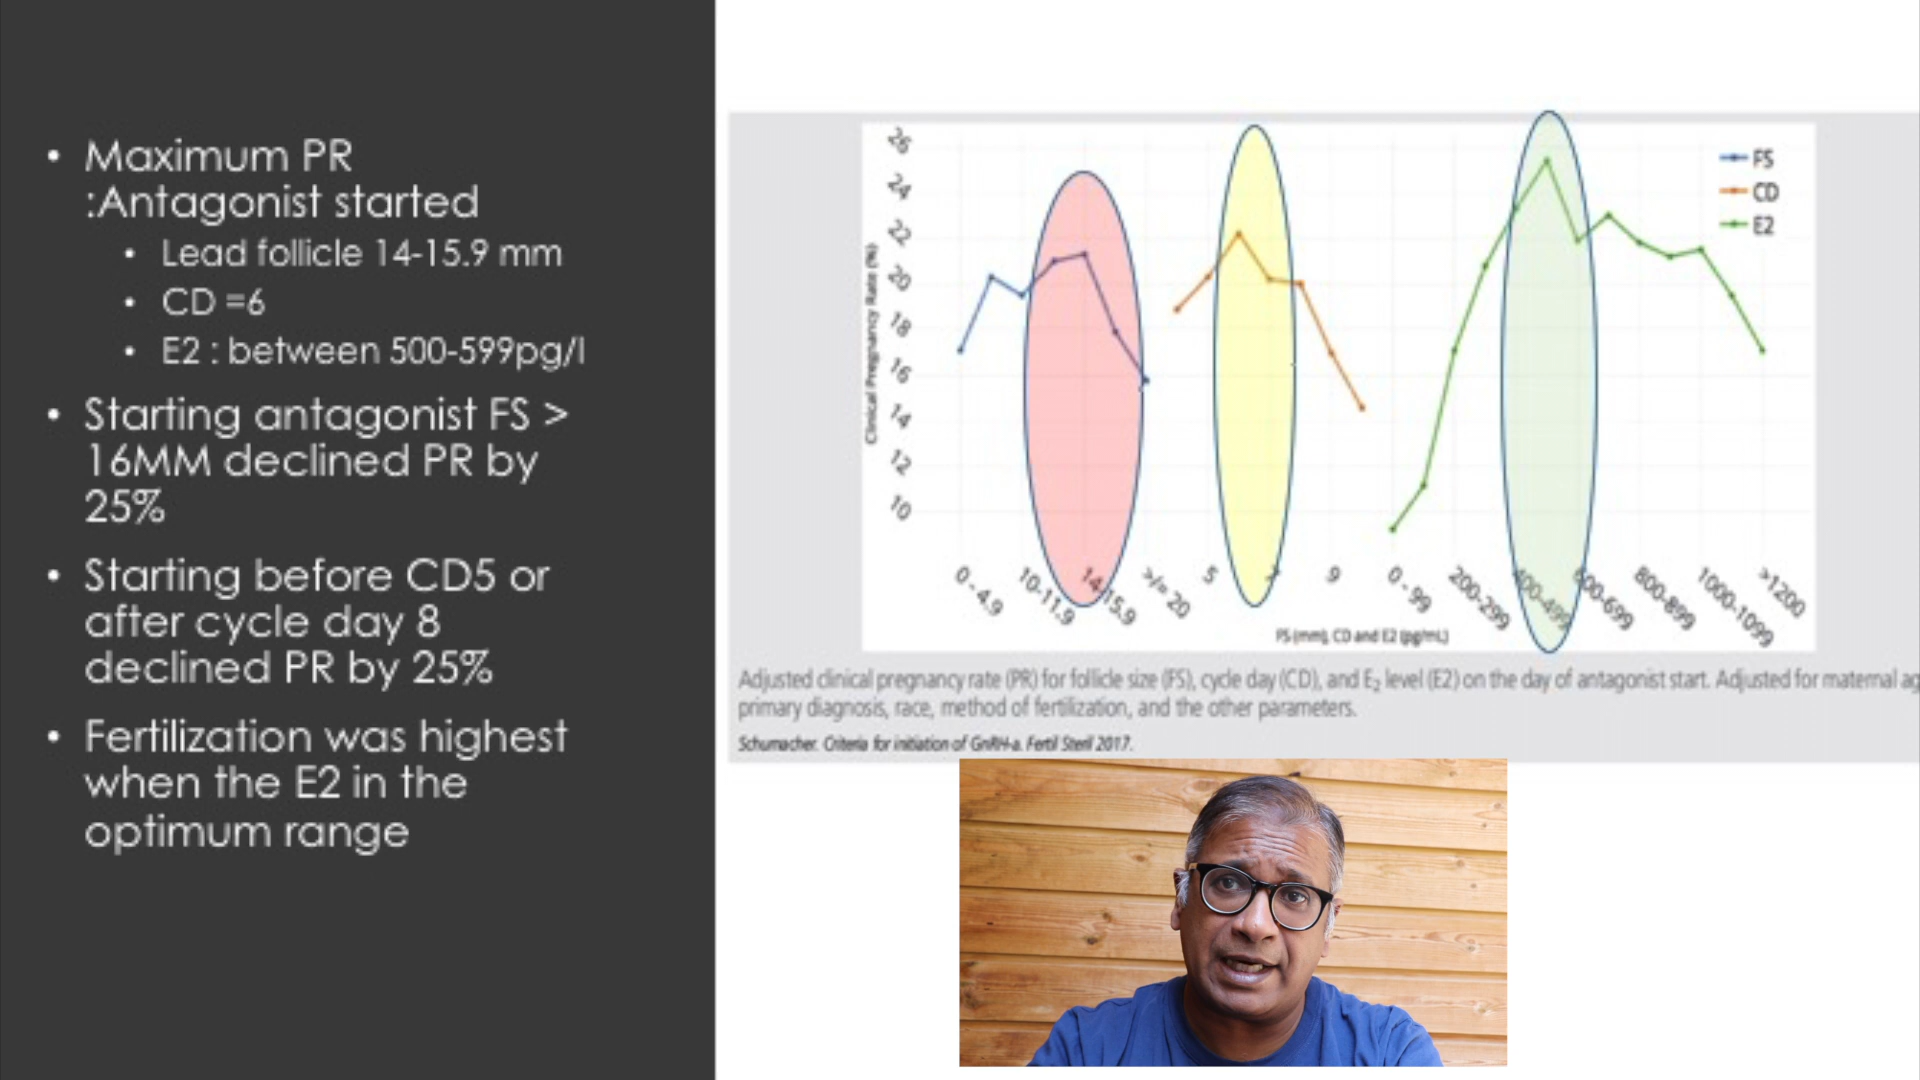 • Maximum PR
:Antagonist started
• Lead follicle 14-15.9 mm
• CD =6
• E2 : between 500-599pg/l
• Starting antagonist FS >
16MM declined PR by
25%
• Starting before CD5 or
after cycle day 8
declined PR by 25%
• Fertilization was highest
when the E2 in the
optimum range
Clinical Pregnancy Rate (%)
26
24
22
20
18
16
14
12
10
FS
CD
E2
0 - 4.9
10-11.9
14-15.9
>/= 20
5
7
9
0 - 99
200-299
400-499
600-699
800-899
1000-1099
>1200
FS (mm), CD and E2 (pg/mL)
Adjusted clinical pregnancy rate (PR) for follicle size (FS), cycle day (CD), and E₂ level (E2) on the day of antagonist start. Adjusted for maternal ag
primary diagnosis, race, method of fertilization, and the other parameters.
Schumacher. Criteria for initiation of GnRH-a. Fertil Steril 2017.